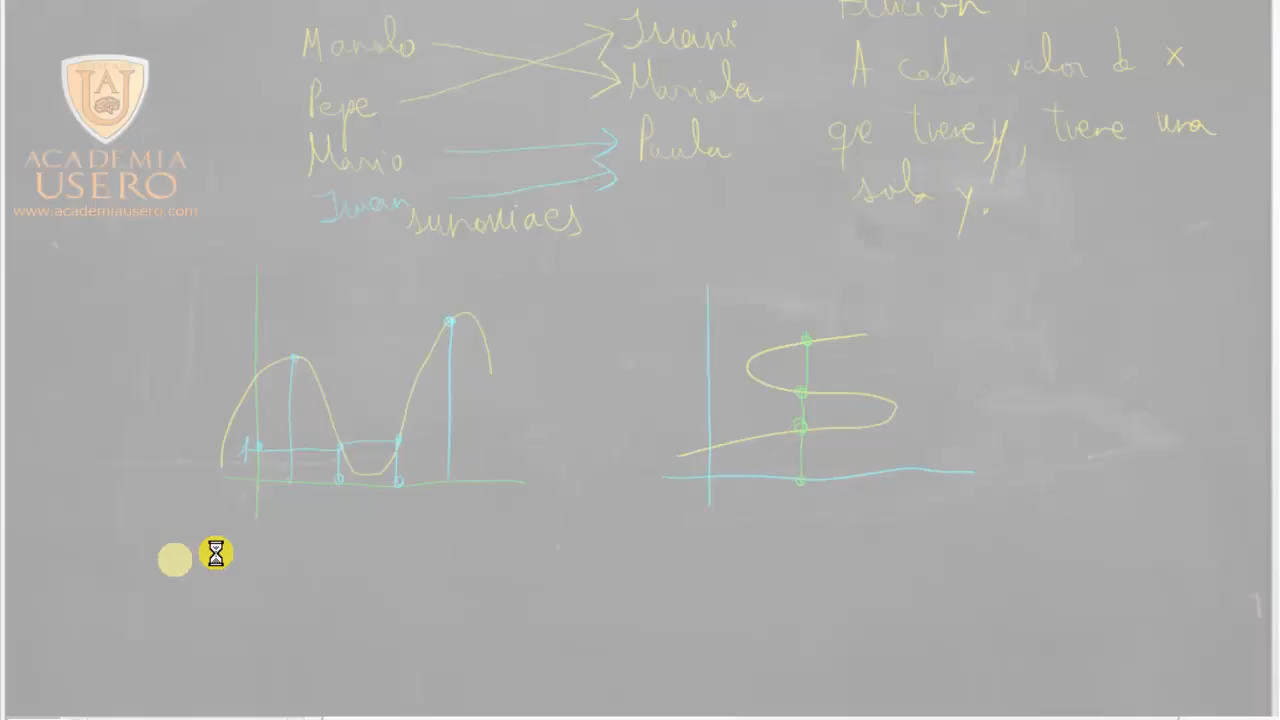 Función
Manolo Juani
A cada valor de x
Pepe Mariola
que tiene y, tiene una
Mario Paula
sola y.
Juan
ACADEMIA
USERO
www.academiausero.com